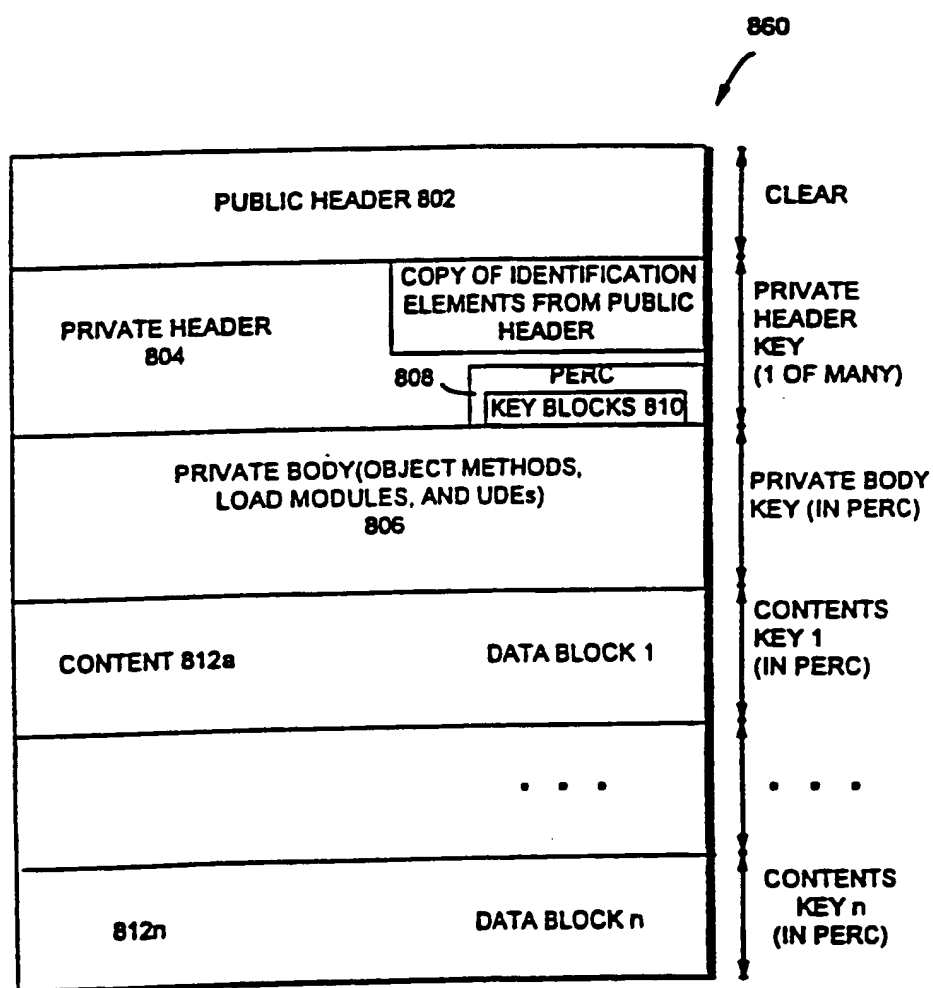 860
PUBLIC HEADER 802
CLEAR
COPY OF IDENTIFICATION
ELEMENTS FROM PUBLIC
HEADER
PRIVATE HEADER
804
PRIVATE
HEADER
KEY
(1 OF MANY)
808
PERC
KEY BLOCKS 810
PRIVATE BODY(OBJECT METHODS,
LOAD MODULES, AND UDEs)
806
PRIVATE BODY
KEY (IN PERC)
CONTENT 812a
DATA BLOCK 1
CONTENTS
KEY 1
(IN PERC)
. . .
. . .
812n
DATA BLOCK n
CONTENTS
KEY n
(IN PERC)